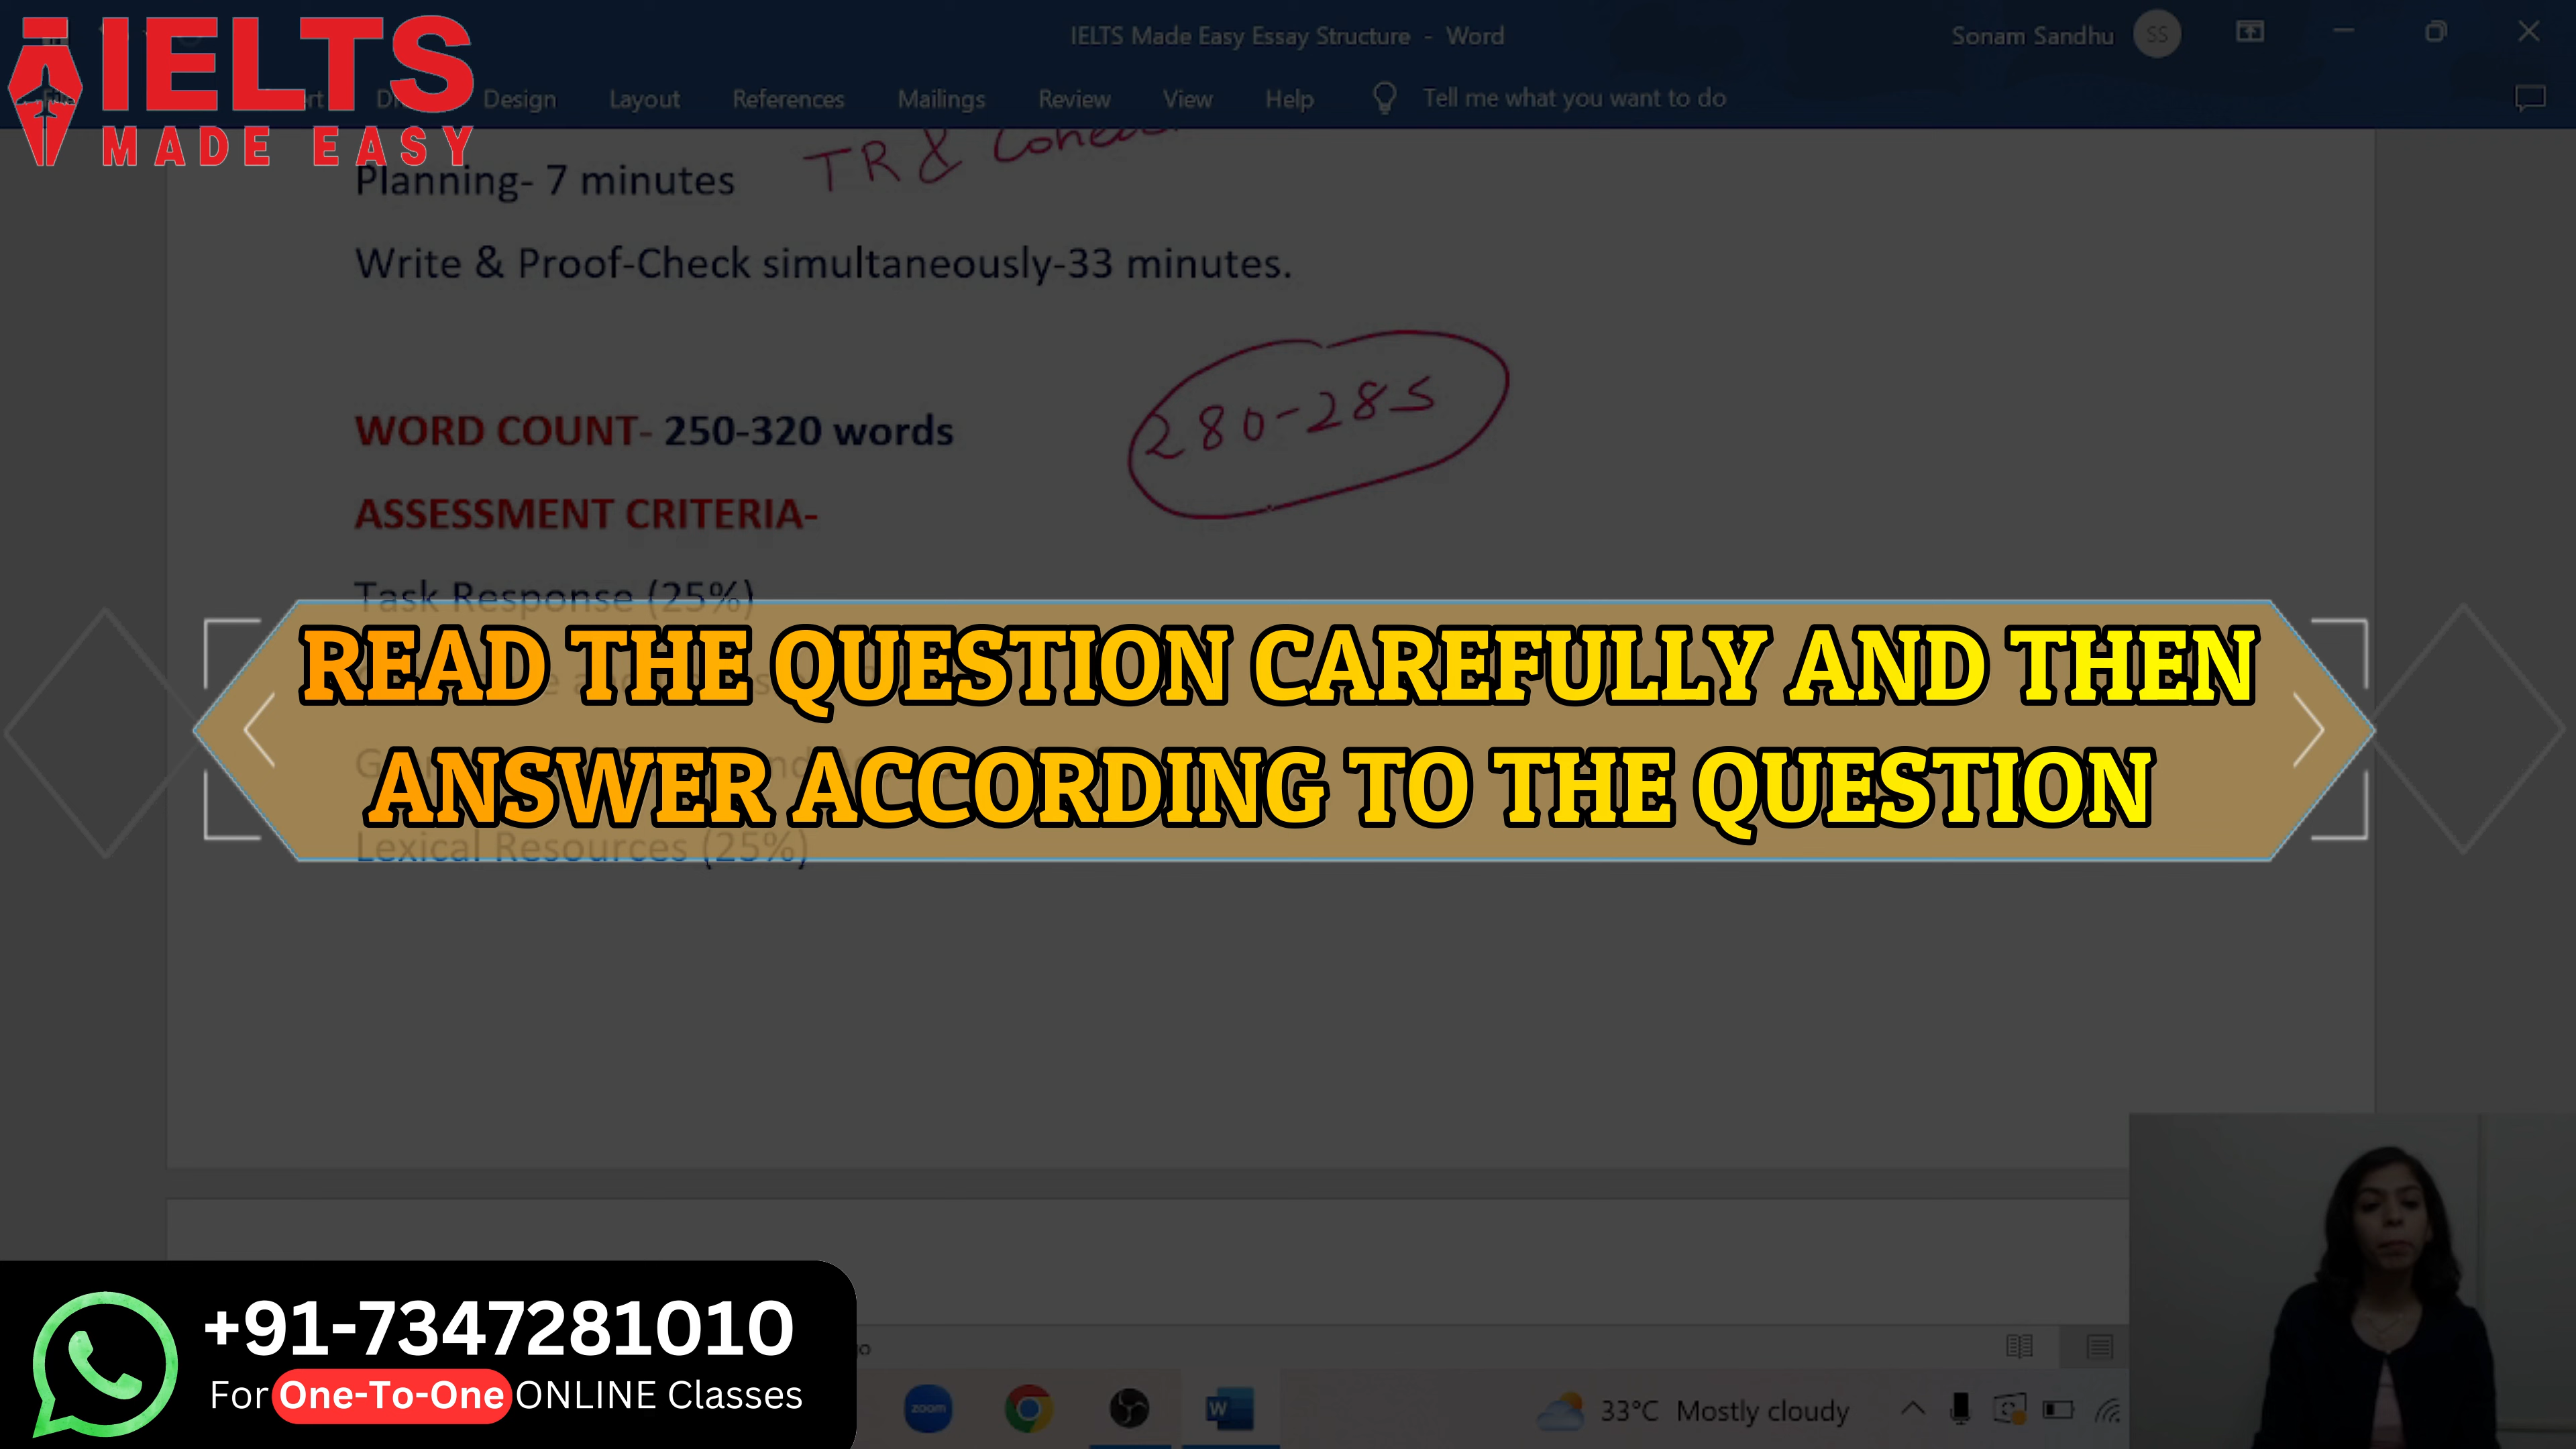 IELTS
MADE EASY
IELTS Made Easy Essay Structure - Word
Sonam Sandhu SS
Design Layout References Mailings Review View Help Tell me what you want to do
TR &
Planning- 7 minutes
Write & Proof-Check simultaneously-33 minutes.
WORD COUNT- 250-320 words
280-285
ASSESSMENT CRITERIA-
Task Response (25%)
READ THE QUESTION CAREFULLY AND THEN
ANSWER ACCORDING TO THE QUESTION
Lexical Resources (25%)
+91-7347281010
For One-To-One ONLINE Classes
zoom
W
33°C Mostly cloudy